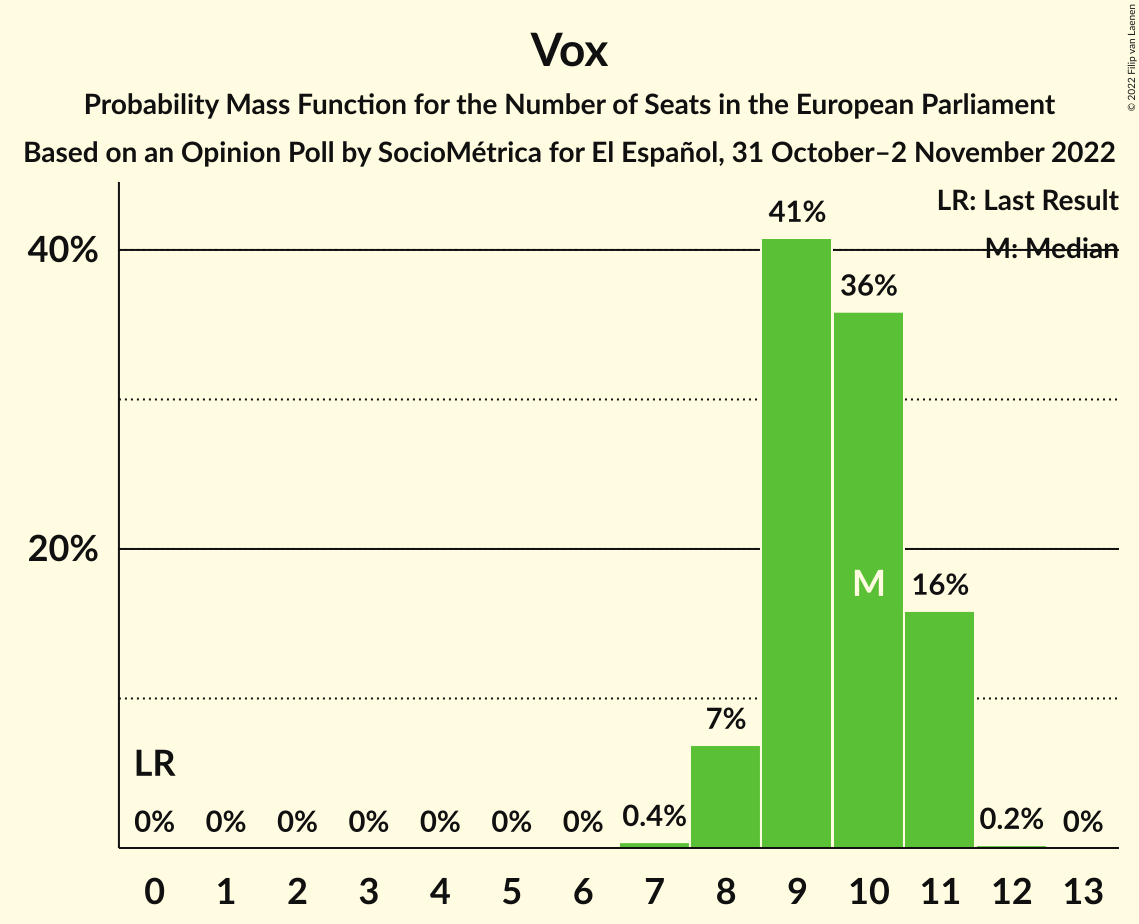 Vox
Probability Mass Function for the Number of Seats in the European Parliament
Based on an Opinion Poll by SocioMétrica for El Español, 31 October–2 November 2022
© 2022 Filip van Laenen
LR: Last Result
M: Median
40%
20%
41%
36%
M
16%
7%
LR
0% 0% 0% 0% 0% 0% 0% 0.4% 0.2% 0%
0 1 2 3 4 5 6 7 8 9 10 11 12 13